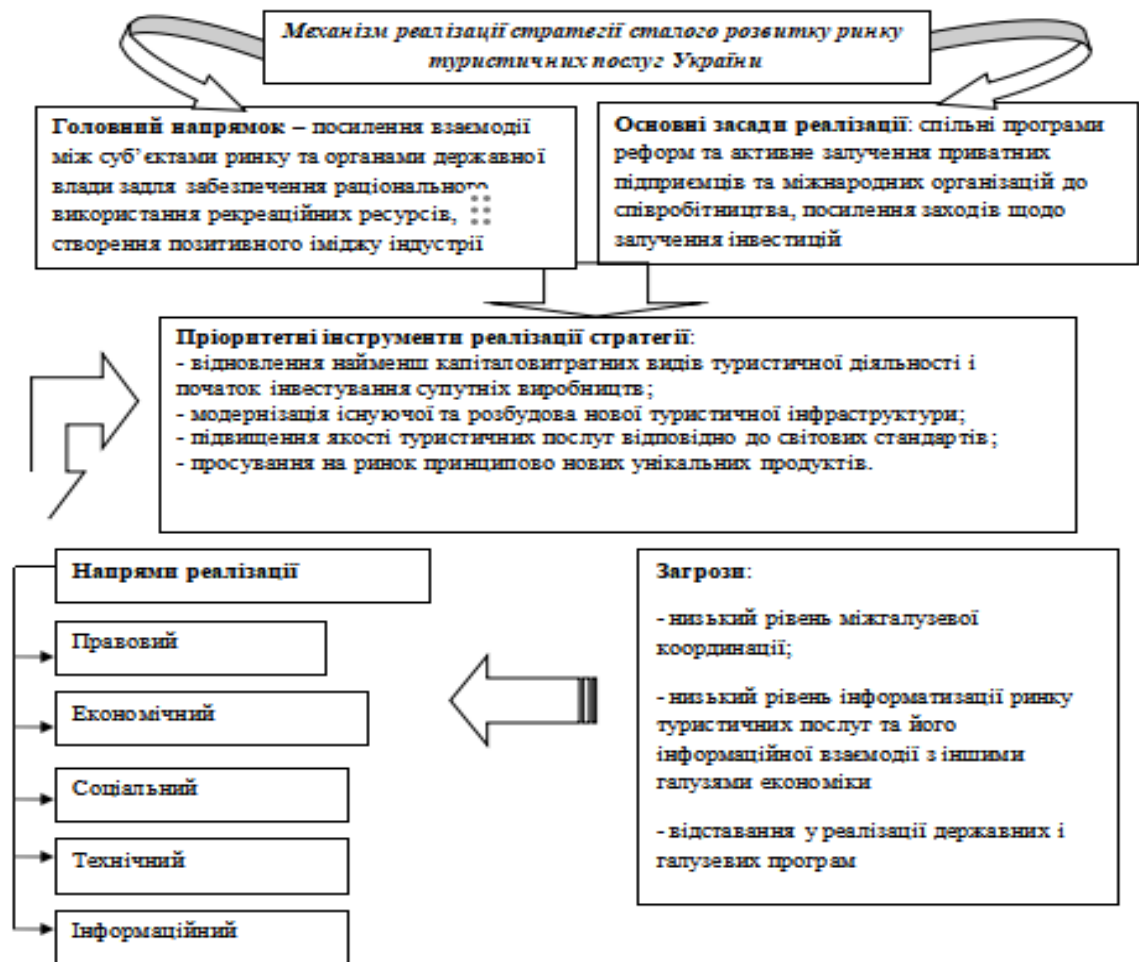 Механізм реалізації стратегії сталого розвитку ринку
туристичних послуг України
Головний напрямок – посилення взаємодії
між суб’єктами ринку та органами державної
влади задля забезпечення раціонального
використання рекреаційних ресурсів,
створення позитивного іміджу індустрії
Основні засади реалізації: спільні програми
реформ та активне залучення приватних
підприємців та міжнародних організацій до
співробітництва, посилення заходів щодо
залучення інвестицій
Пріоритетні інструменти реалізації стратегії:
- відновлення найменш капіталовитратних видів туристичної діяльності і
початок інвестування супутніх виробництв;
- модернізація існуючої та розбудова нової туристичної інфраструктури;
- підвищення якості туристичних послуг відповідно до світових стандартів;
- просування на ринок принципово нових унікальних продуктів.
Напрями реалізації
Правовий
Економічний
Соціальний
Технічний
Інформаційний
Загрози:
- низький рівень міжгалузевої
координації;
- низький рівень інформатизації ринку
туристичних послуг та його
інформаційної взаємодії з іншими
галузями економіки
- відставання у реалізації державних і
галузевих програм